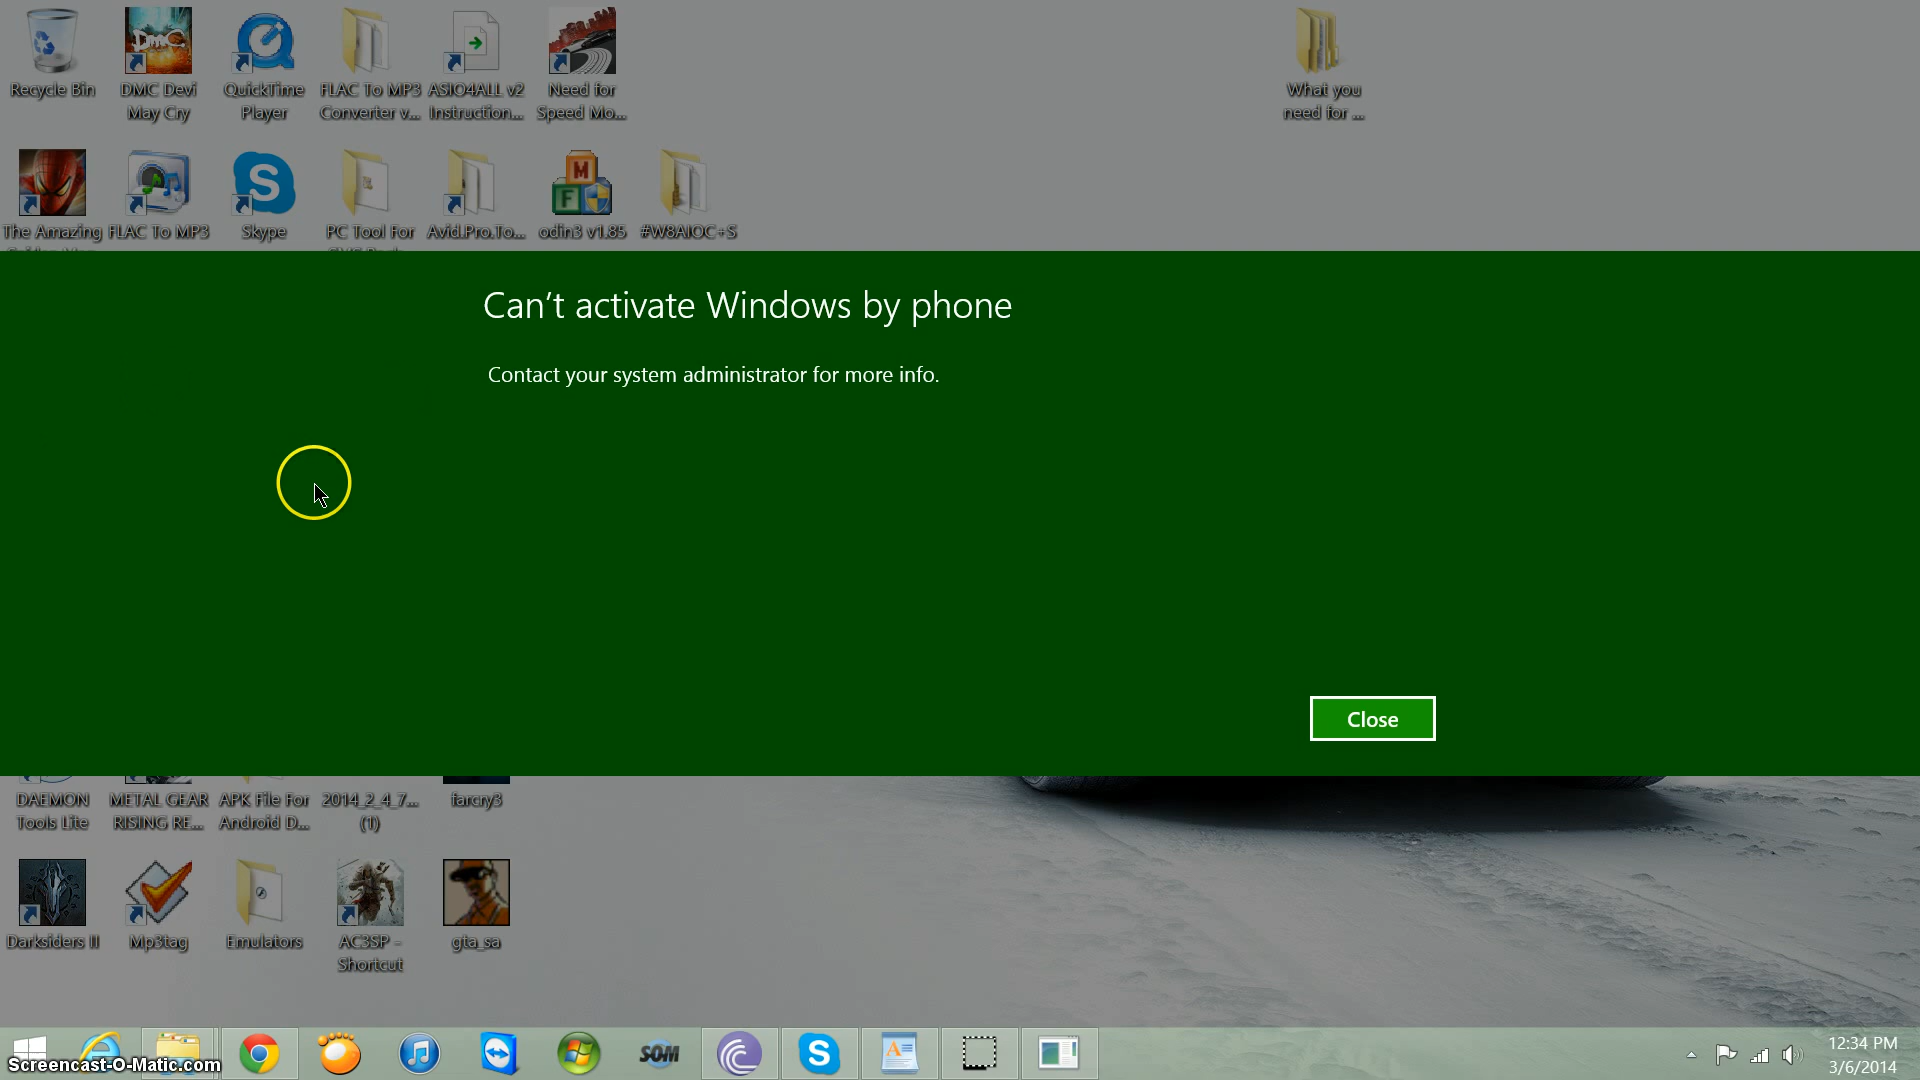 Recycle Bin
DMC Devi
May Cry
QuickTime
Player
FLAC To MP3
Converter v...
ASIO4ALL v2
Instruction...
Need for
Speed Mo...
What you
need for ...
The Amazing
FLAC To MP3
Skype
PC Tool For
Avid.Pro.To...
odin3 v1.85
#W8AIOC+S
Can't activate Windows by phone
Contact your system administrator for more info.
Close
DAEMON
Tools Lite
METAL GEAR
RISING RE...
APK File For
Android D...
2014_2_4_7...
(1)
farcry3
Darksiders II
Mp3tag
Emulators
AC3SP -
Shortcut
gta_sa
SOM
Screencast-O-Matic.com
12:34 PM
3/6/2014